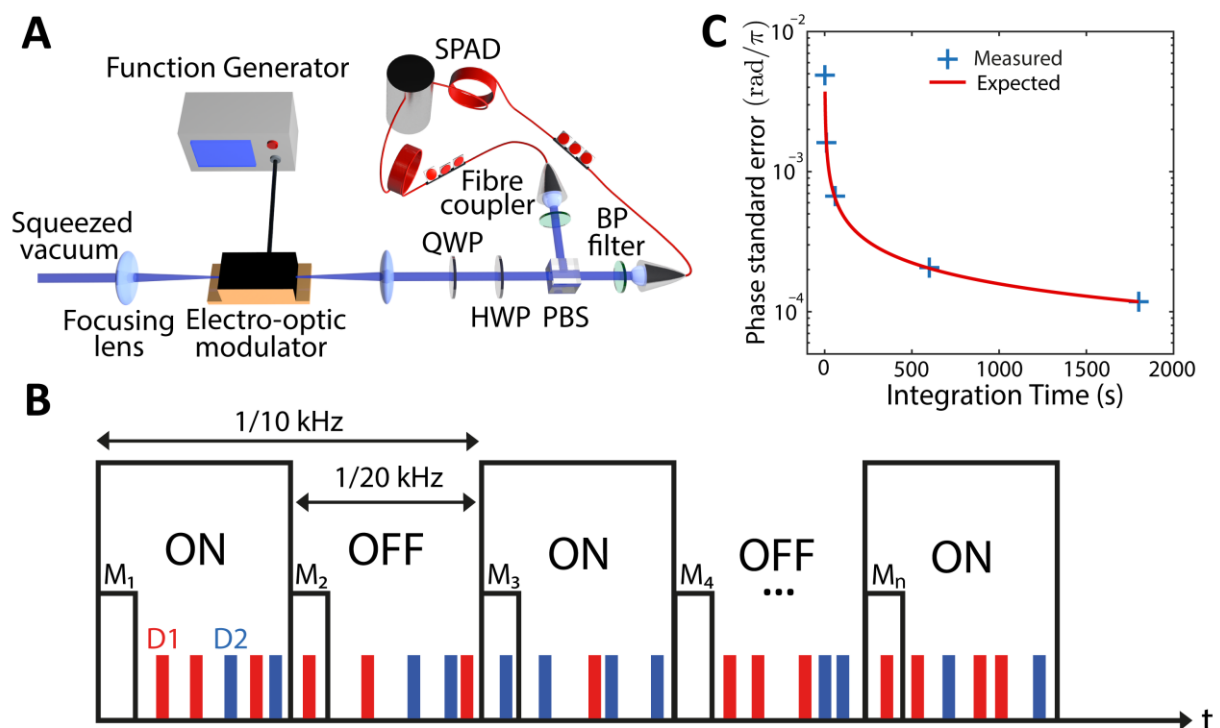 A
Function Generator
SPAD
Squeezed
vacuum
Focusing
lens
Electro-optic
modulator
QWP
HWP
PBS
Fibre
coupler
BP
filter
C
Phase standard error (rad/π)
10⁻²
10⁻³
10⁻⁴
Measured
Expected
0
500
1000
1500
2000
Integration Time (s)
B
1/10 kHz
1/20 kHz
ON
OFF
ON
OFF
...
ON
M₁
M₂
M₃
M₄
Mₙ
D1
D2
t